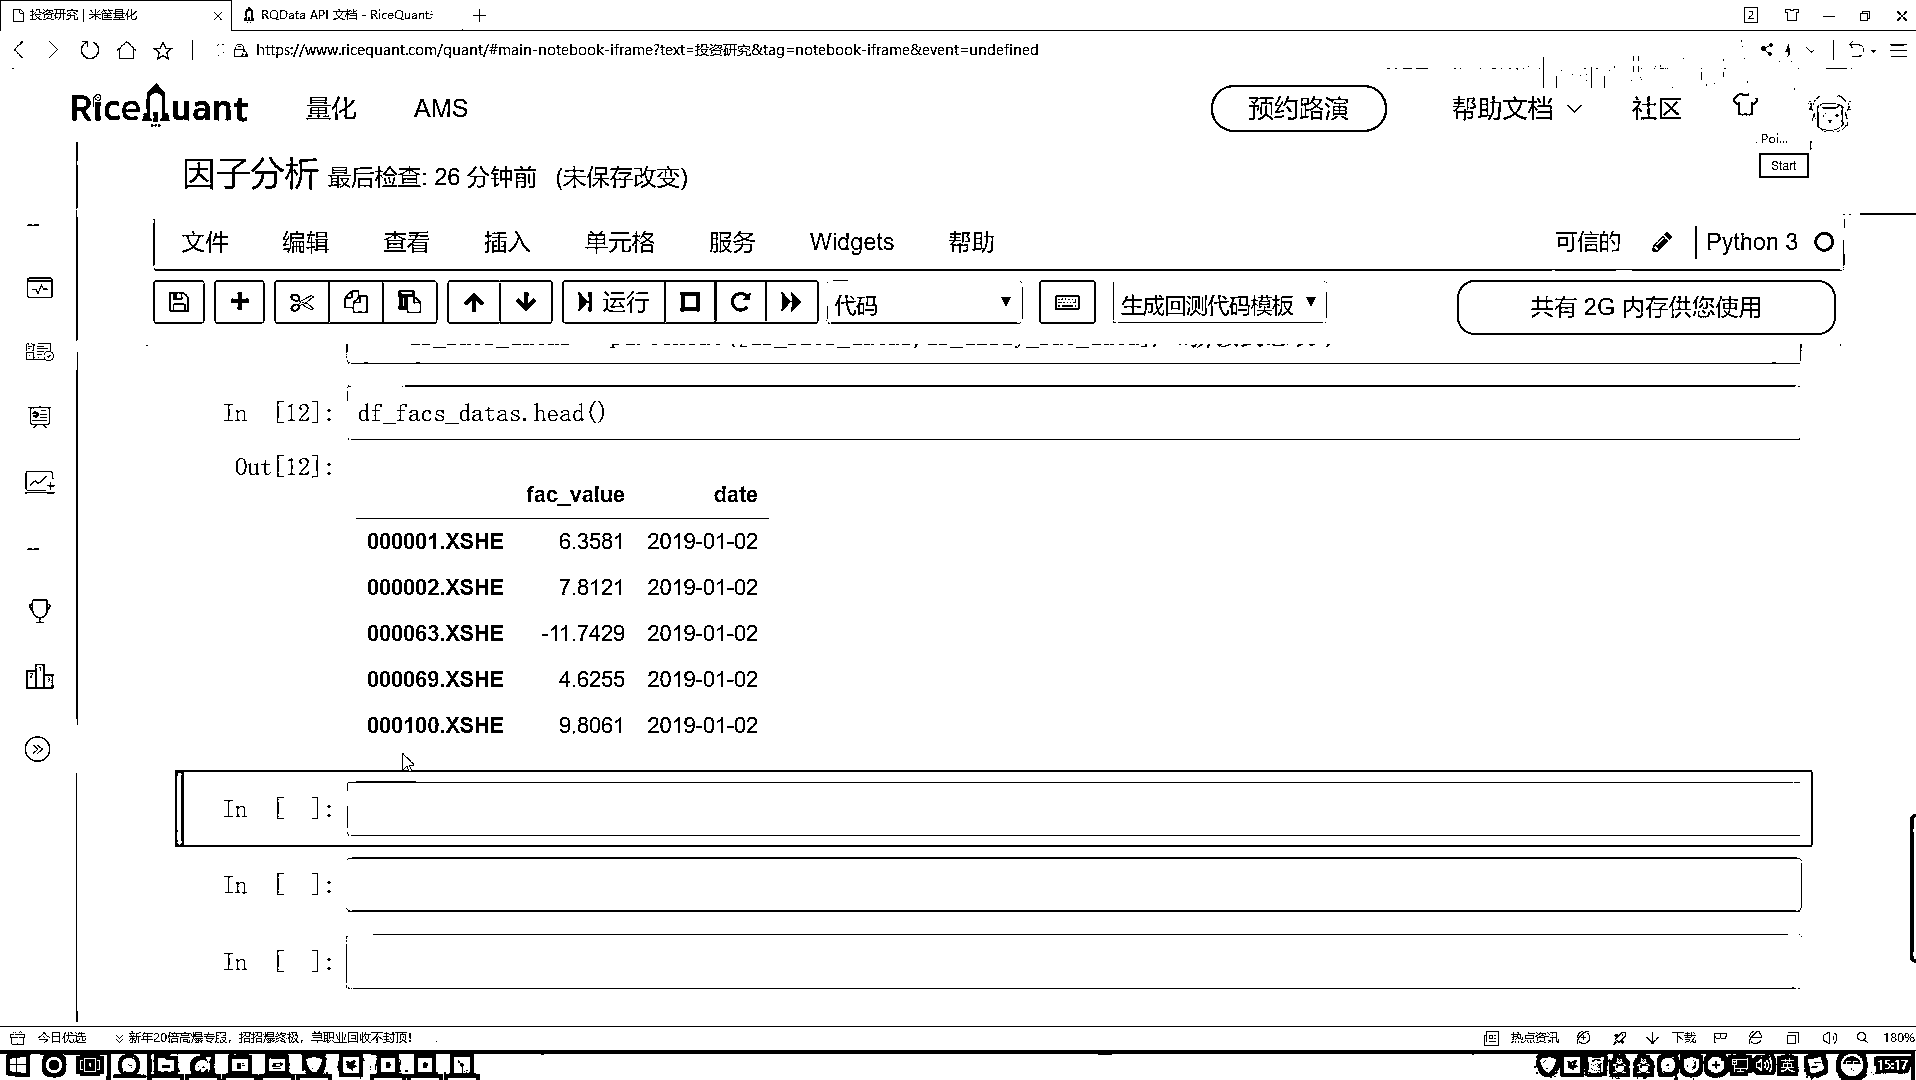 投资研究 | 米筐量化
RQData API 文档 - RiceQuant
2
https://www.ricequant.com/quant/#main-notebook-iframe?text=投资研究&tag=notebook-iframe&event=undefined
RiceQuant 量化 AMS 预约路演 帮助文档 社区
Poi...
Start
因子分析 最后检查: 26 分钟前 (未保存改变)
文件 编辑 查看 插入 单元格 服务 Widgets 帮助 可信的 Python 3
运行 代码 生成回测代码模板 共有 2G 内存供您使用
In [12]: df_facs_datas.head()
Out[12]:
fac_value date
000001.XSHE 6.3581 2019-01-02
000002.XSHE 7.8121 2019-01-02
000063.XSHE -11.7429 2019-01-02
000069.XSHE 4.6255 2019-01-02
000100.XSHE 9.8061 2019-01-02
In [ ]:
In [ ]:
In [ ]:
今日优选 新年20倍高爆专服，招招爆终极，单职业回收不封顶! 热点资讯 下载 180%
英 15:17